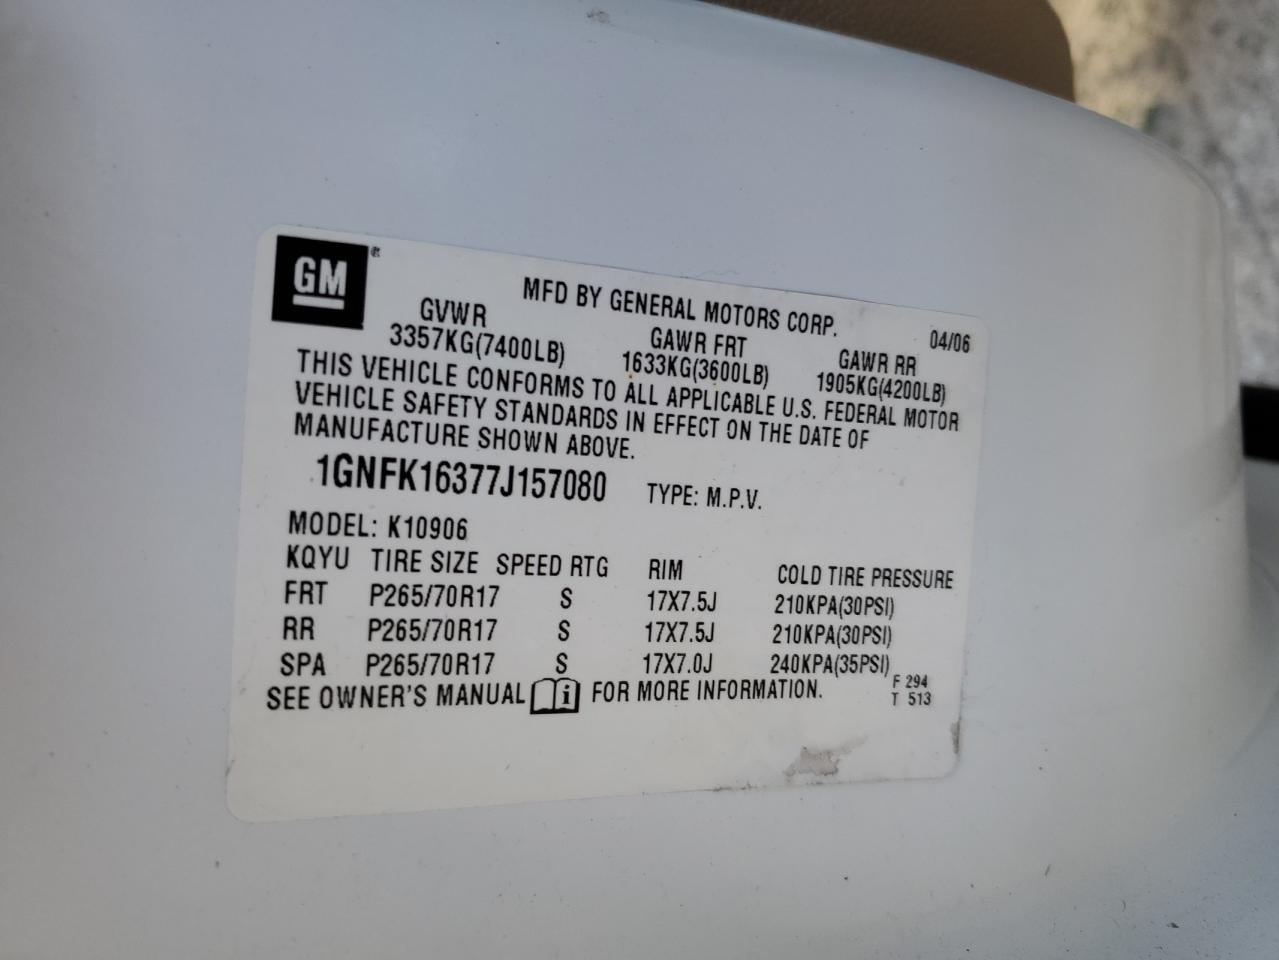 GM®
MFD BY GENERAL MOTORS CORP. 04/06
GVWR GAWR FRT GAWR RR
3357KG(7400LB) 1633KG(3600LB) 1905KG(4200LB)
THIS VEHICLE CONFORMS TO ALL APPLICABLE U.S. FEDERAL MOTOR
VEHICLE SAFETY STANDARDS IN EFFECT ON THE DATE OF
MANUFACTURE SHOWN ABOVE.
1GNFK16377J157080 TYPE: M.P.V.
MODEL: K10906
KQYU TIRE SIZE SPEED RTG RIM COLD TIRE PRESSURE
FRT P265/70R17 S 17X7.5J 210KPA(30PSI)
RR P265/70R17 S 17X7.5J 210KPA(30PSI)
SPA P265/70R17 S 17X7.0J 240KPA(35PSI)
SEE OWNER'S MANUAL i FOR MORE INFORMATION.
F 294
T 513